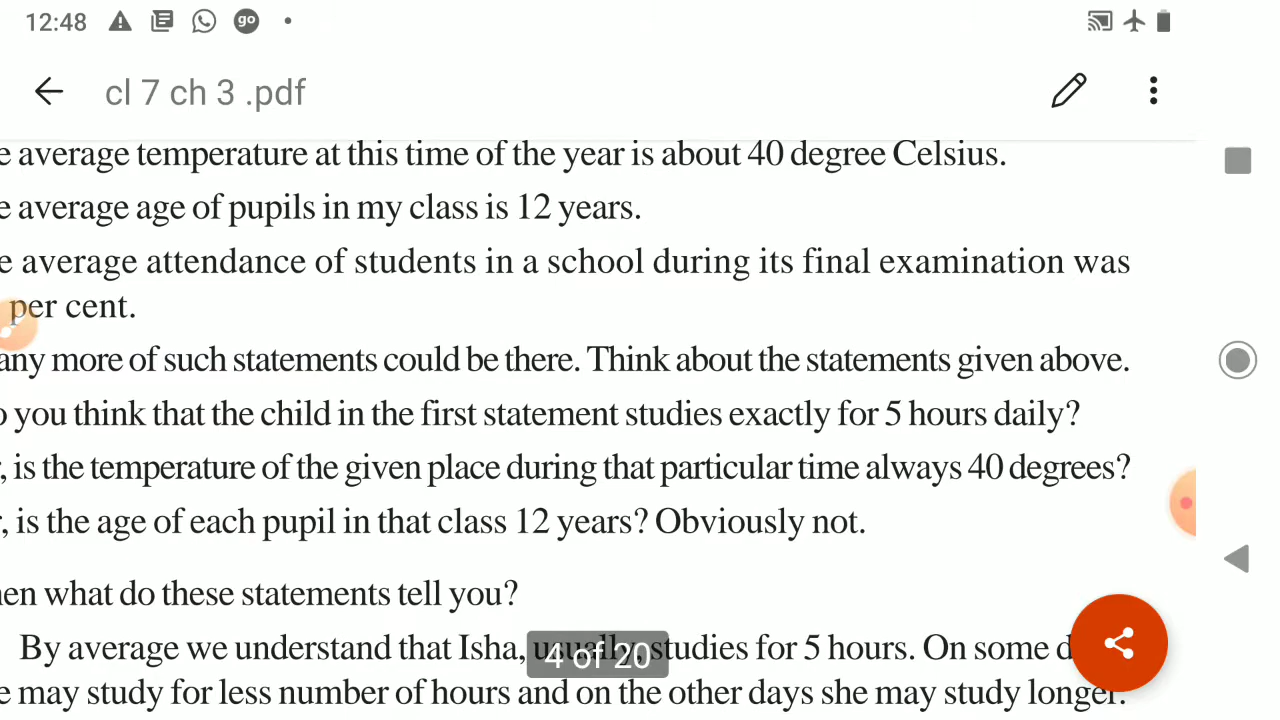 12:48 go
cl 7 ch 3 .pdf
e average temperature at this time of the year is about 40 degree Celsius.
e average age of pupils in my class is 12 years.
e average attendance of students in a school during its final examination was
per cent.
any more of such statements could be there. Think about the statements given above.
o you think that the child in the first statement studies exactly for 5 hours daily?
, is the temperature of the given place during that particular time always 40 degrees?
, is the age of each pupil in that class 12 years? Obviously not.
en what do these statements tell you?
By average we understand that Isha, usually, studies for 5 hours. On some d
4 of 20
e may study for less number of hours and on the other days she may study longer.